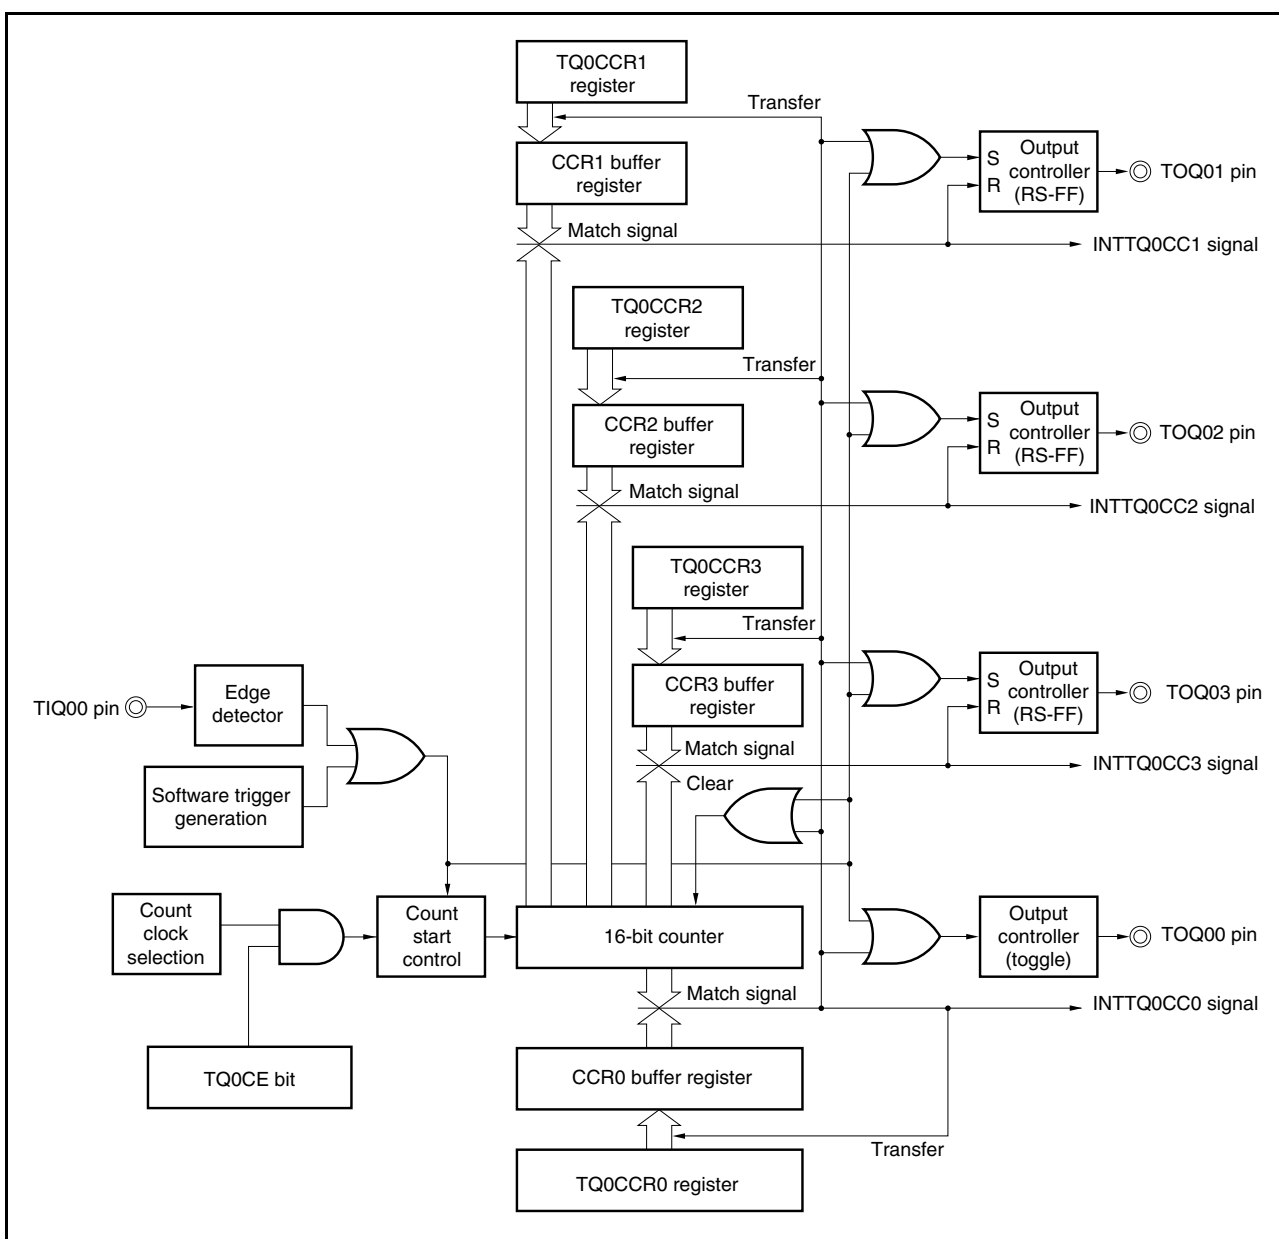 TQ0CCR1
register
Transfer
CCR1 buffer
register
S
R
Output
controller
(RS-FF)
TOQ01 pin
Match signal
INTTQ0CC1 signal
TQ0CCR2
register
Transfer
CCR2 buffer
register
S
R
Output
controller
(RS-FF)
TOQ02 pin
Match signal
INTTQ0CC2 signal
TQ0CCR3
register
Transfer
CCR3 buffer
register
S
R
Output
controller
(RS-FF)
TOQ03 pin
TIQ00 pin
Edge
detector
Match signal
INTTQ0CC3 signal
Clear
Software trigger
generation
Count
clock
selection
Count
start
control
16-bit counter
Output
controller
(toggle)
TOQ00 pin
Match signal
INTTQ0CC0 signal
TQ0CE bit
CCR0 buffer register
Transfer
TQ0CCR0 register